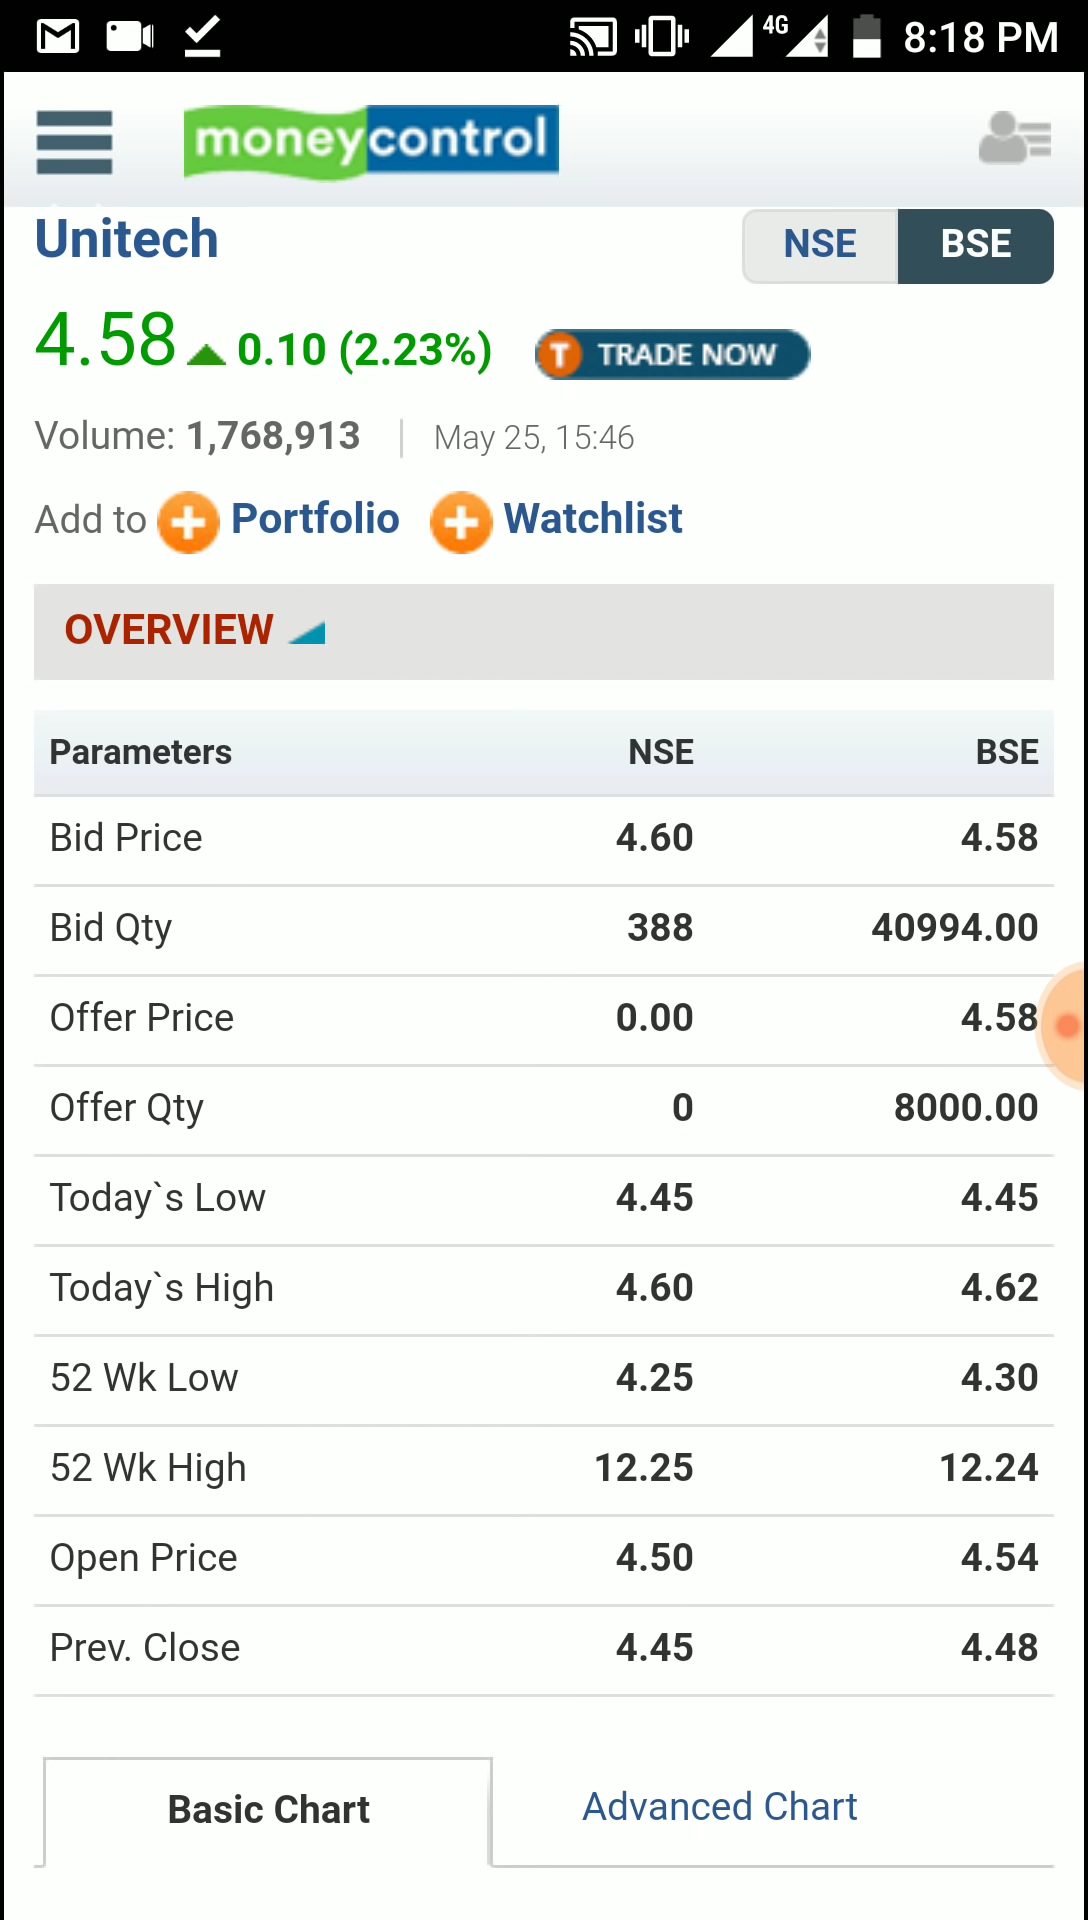 4G 8:18 PM
moneycontrol
Unitech NSE BSE
4.58 0.10 (2.23%) T TRADE NOW
Volume: 1,768,913 May 25, 15:46
Add to Portfolio Watchlist
OVERVIEW
Parameters NSE BSE
Bid Price 4.60 4.58
Bid Qty 388 40994.00
Offer Price 0.00 4.58
Offer Qty 0 8000.00
Today`s Low 4.45 4.45
Today`s High 4.60 4.62
52 Wk Low 4.25 4.30
52 Wk High 12.25 12.24
Open Price 4.50 4.54
Prev. Close 4.45 4.48
Basic Chart Advanced Chart